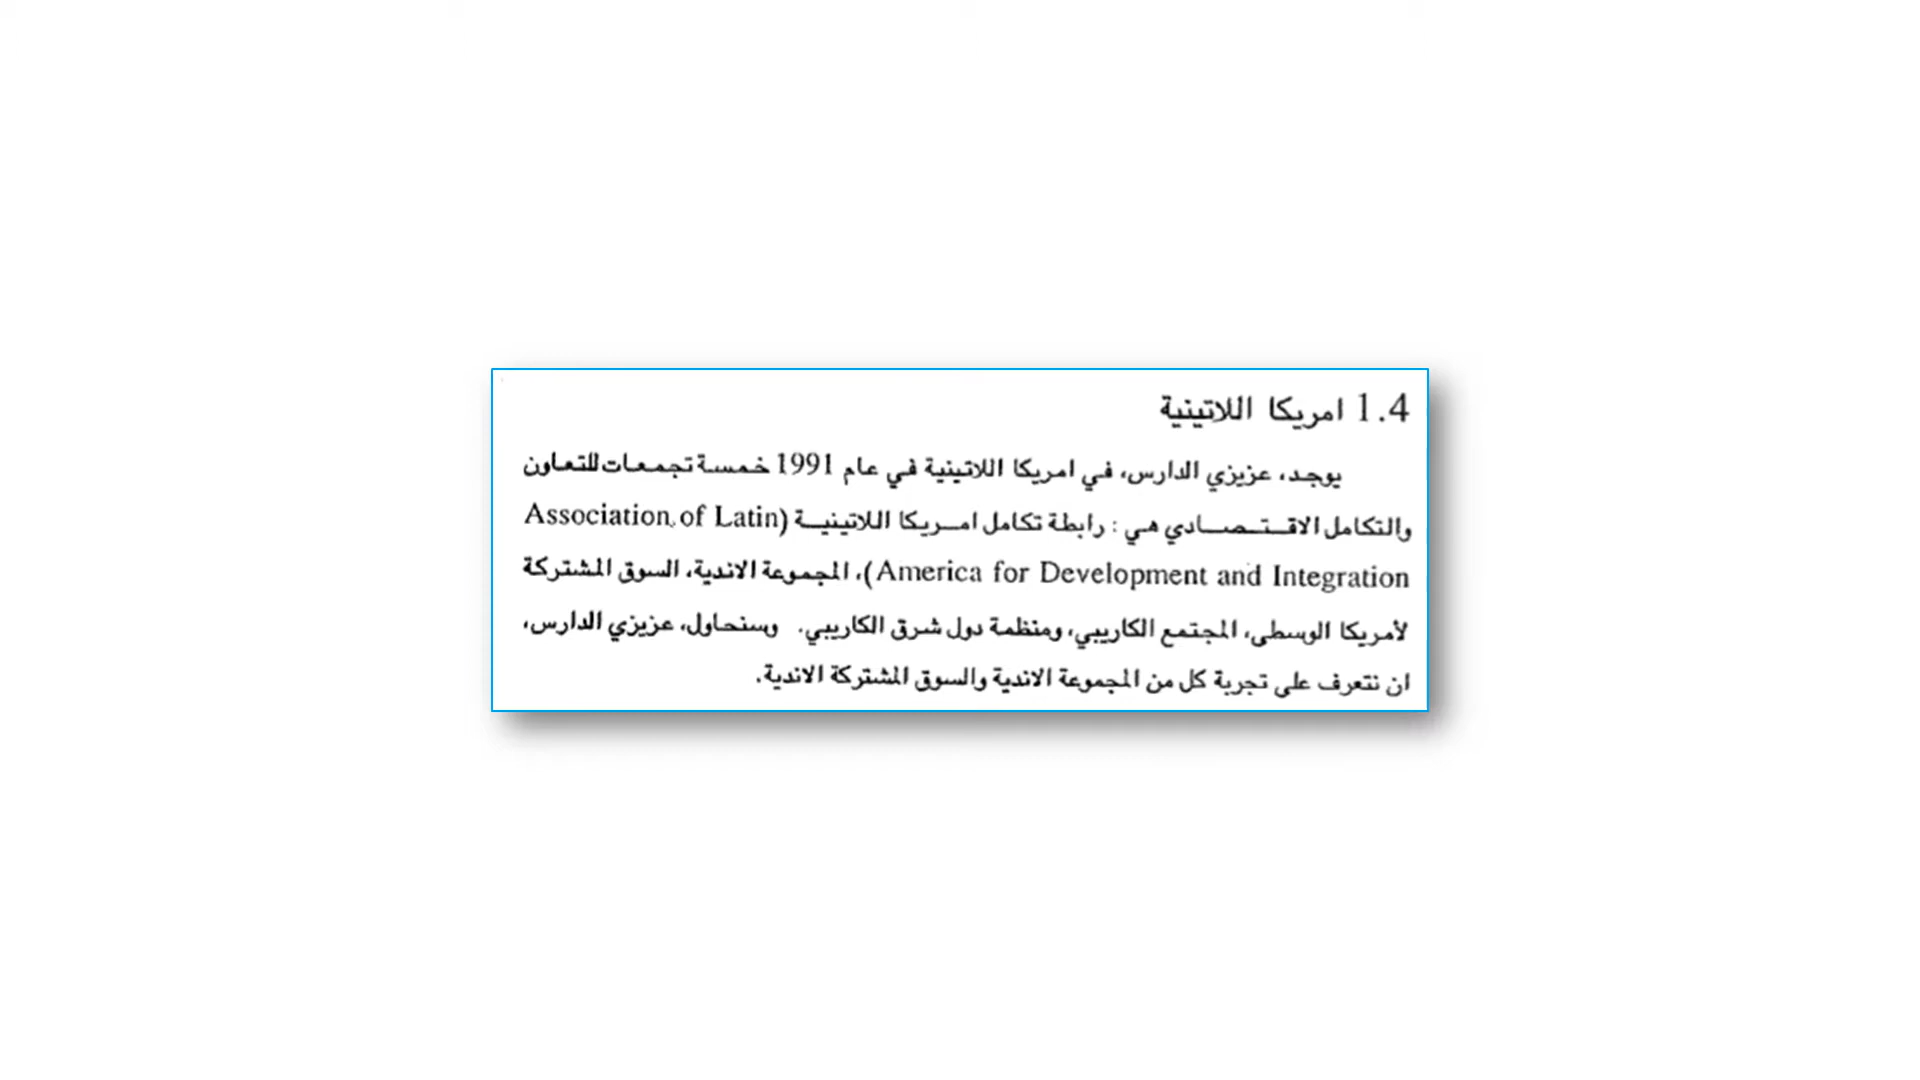 1.4 امريكا اللاتينية
يوجد، عزيزي الدارس، في امريكا اللاتينية في عام 1991 خمسة تجمعات للتعاون
والتكامل الاقتصادي هي : رابطة تكامل امريكا اللاتينية (Association of Latin
America for Development and Integration)، المجموعة الاندية، السوق المشتركة
لأمريكا الوسطى، المجتمع الكاريبي، ومنظمة دول شرق الكاريبي. وسنحاول، عزيزي الدارس،
ان نتعرف على تجربة كل من المجموعة الاندية والسوق المشتركة الاندية.